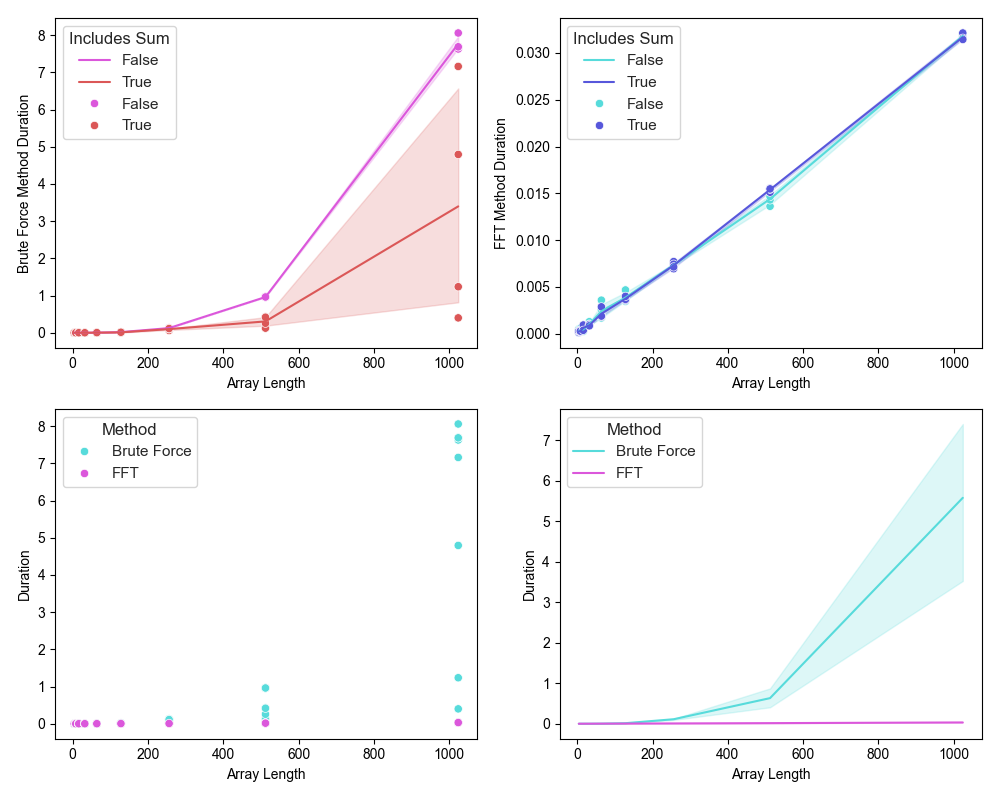 Includes Sum
False
True
False
True
Brute Force Method Duration
8
7
6
5
4
3
2
1
0
0 200 400 600 800 1000
Array Length
Includes Sum
False
True
False
True
FFT Method Duration
0.030
0.025
0.020
0.015
0.010
0.005
0.000
0 200 400 600 800 1000
Array Length
Method
Brute Force
FFT
Duration
8
7
6
5
4
3
2
1
0
0 200 400 600 800 1000
Array Length
Method
Brute Force
FFT
Duration
7
6
5
4
3
2
1
0
0 200 400 600 800 1000
Array Length